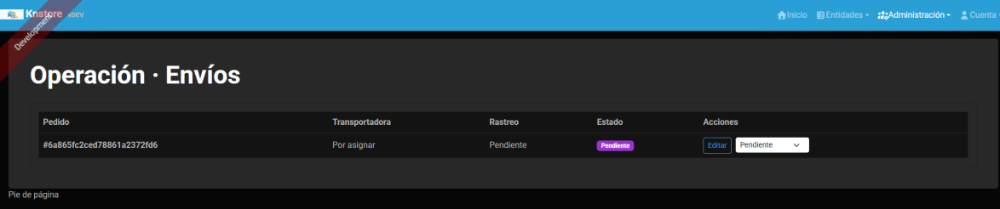 Knstore vDEV
Inicio Entidades Administración Cuenta
Development
Operación · Envíos
Pedido Transportadora Rastreo Estado Acciones
#6a865fc2ced78861a2372fd6 Por asignar Pendiente Pendiente Editar Pendiente
Pie de página